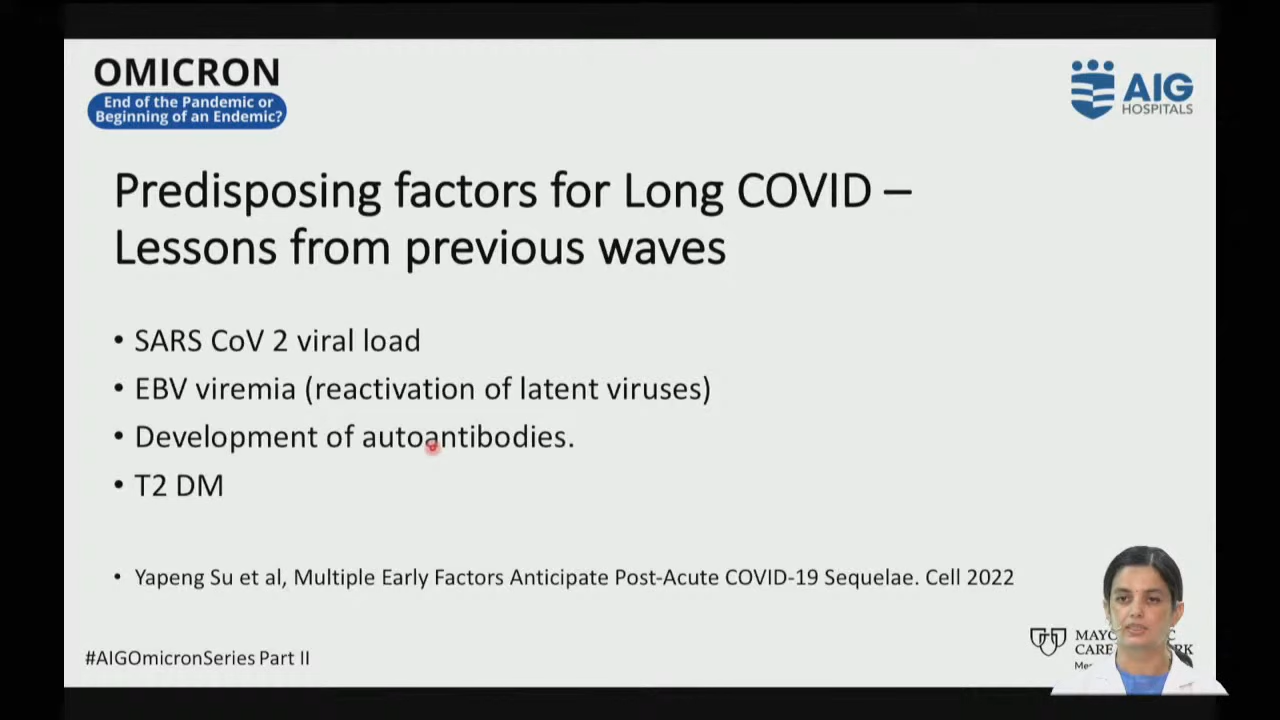 OMICRON
End of the Pandemic or
Beginning of an Endemic?
AIG
HOSPITALS
Predisposing factors for Long COVID –
Lessons from previous waves
• SARS CoV 2 viral load
• EBV viremia (reactivation of latent viruses)
• Development of autoantibodies.
• T2 DM
• Yapeng Su et al, Multiple Early Factors Anticipate Post-Acute COVID-19 Sequelae. Cell 2022
#AIGOmicronSeries Part II
CARE